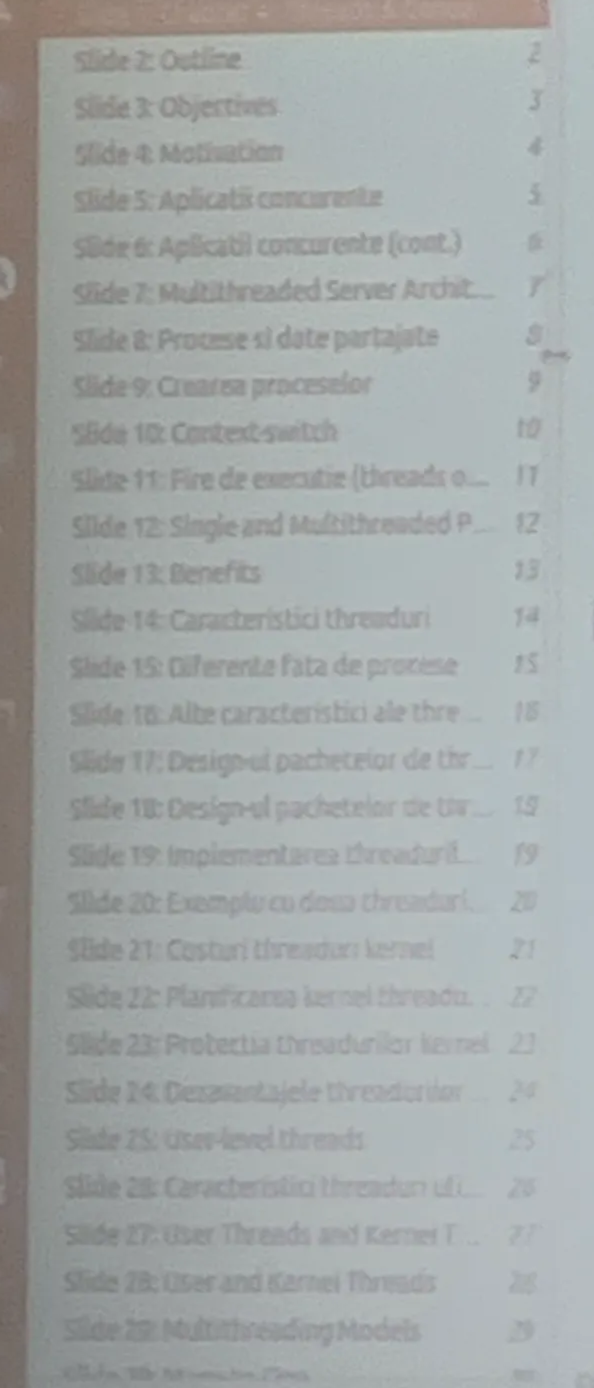 Slide 2: Outline 2
Slide 3: Objectives 3
Slide 4: Motivation 4
Slide 5: Aplicatii concurente 5
Slide 6: Aplicatii concurente (cont.) 6
Slide 7: Multithreaded Server Archit... 7
Slide 8: Procese si date partajate 8
Slide 9: Crearea proceselor 9
Slide 10: Context-switch 10
Slide 11: Fire de executie (threads o... 11
Slide 12: Single and Multithreaded P... 12
Slide 13: Benefits 13
Slide 14: Caracteristici threaduri 14
Slide 15: Diferente fata de procese 15
Slide 16: Alte caracteristici ale thre... 16
Slide 17: Design-ul pachetelor de thr... 17
Slide 18: Design-ul pachetelor de thr... 18
Slide 19: Implementarea threaduril... 19
Slide 20: Exemplu cu doua threaduri... 20
Slide 21: Costuri threaduri kernel 21
Slide 22: Planificarea kernel threadu... 22
Slide 23: Protectia threadurilor kernel 23
Slide 24: Dezavantajele threadurilor ... 24
Slide 25: User-level threads 25
Slide 26: Caracteristici threaduri uti... 26
Slide 27: User Threads and Kernel T... 27
Slide 28: User and Kernel Threads 28
Slide 29: Multithreading Models 29